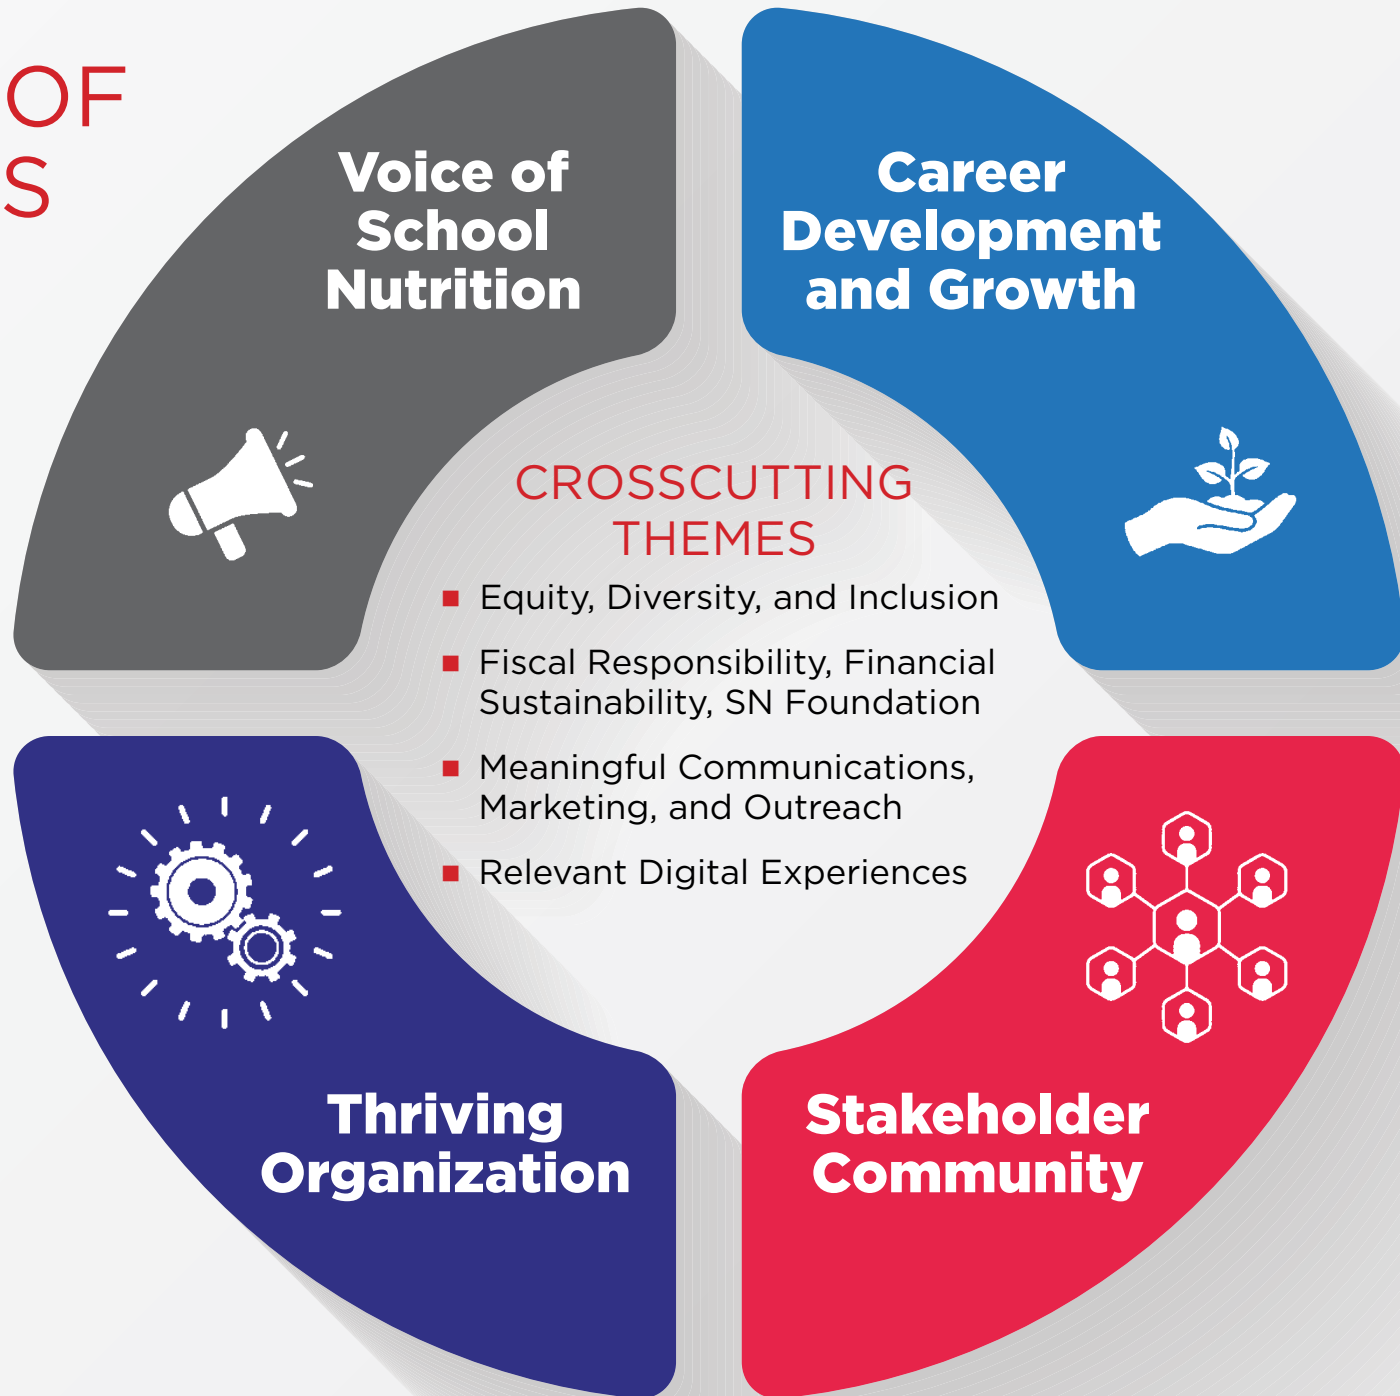 OF
S
Voice of
School
Nutrition
Career
Development
and Growth
CROSSCUTTING
THEMES
Equity, Diversity, and Inclusion
Fiscal Responsibility, Financial
Sustainability, SN Foundation
Meaningful Communications,
Marketing, and Outreach
Relevant Digital Experiences
Thriving
Organization
Stakeholder
Community